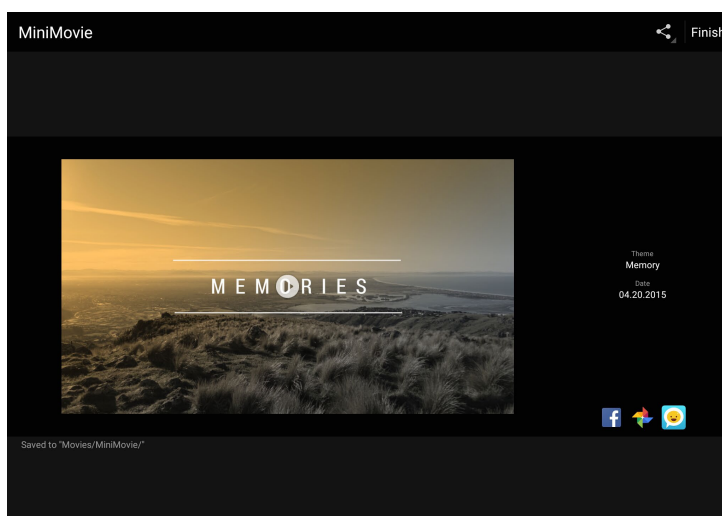 MiniMovie
Finish
MEMORIES
Theme
Memory
Date
04.20.2015
Saved to "Movies/MiniMovie/"